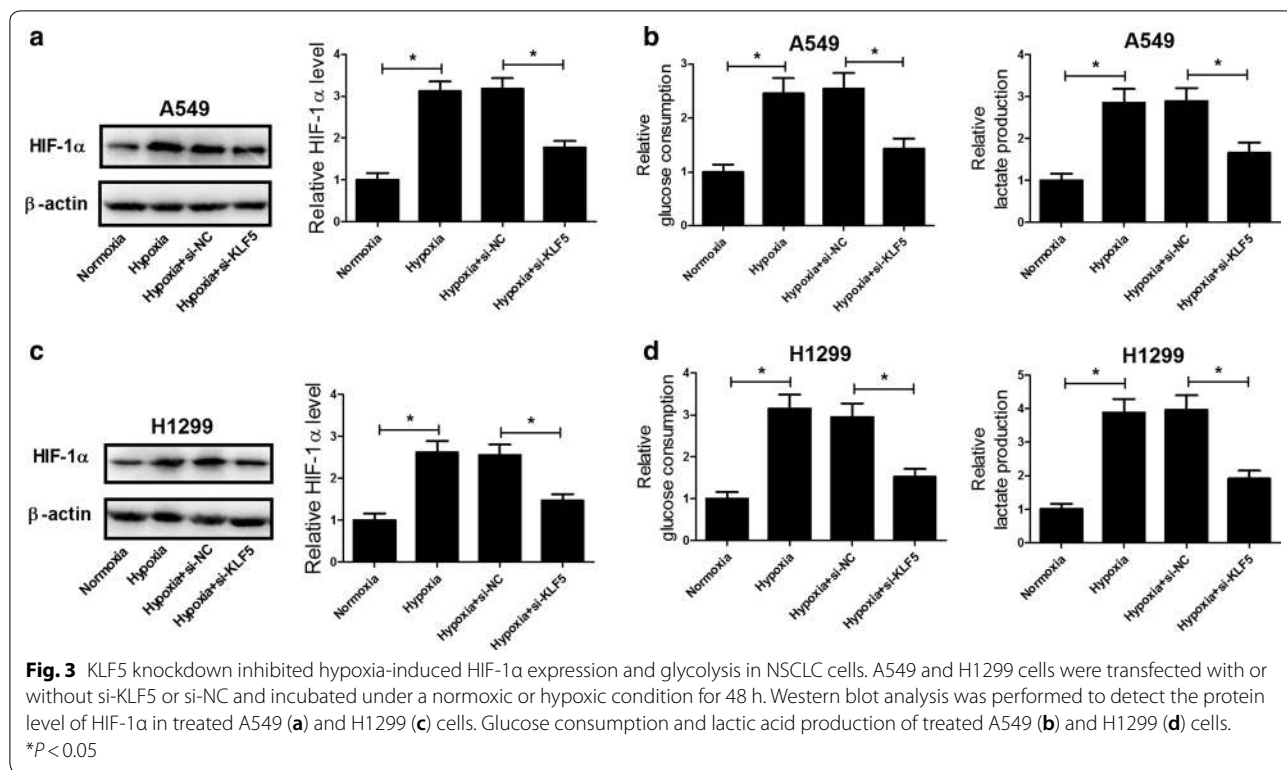 a
A549
HIF-1α
β-actin
Normoxia
Hypoxia
Hypoxia+si-NC
Hypoxia+si-KLF5
Relative HIF-1α level
4
3
2
1
0
*
*
Normoxia
Hypoxia
Hypoxia+si-NC
Hypoxia+si-KLF5
b
A549
Relative
glucose consumption
3
2
1
0
*
*
Normoxia
Hypoxia
Hypoxia+si-NC
Hypoxia+si-KLF5
A549
Relative
lactate production
4
3
2
1
0
*
*
Normoxia
Hypoxia
Hypoxia+si-NC
Hypoxia+si-KLF5
c
H1299
HIF-1α
β-actin
Normoxia
Hypoxia
Hypoxia+si-NC
Hypoxia+si-KLF5
Relative HIF-1α level
4
3
2
1
0
*
*
Normoxia
Hypoxia
Hypoxia+si-NC
Hypoxia+si-KLF5
d
H1299
Relative
glucose consumption
4
3
2
1
0
*
*
Normoxia
Hypoxia
Hypoxia+si-NC
Hypoxia+si-KLF5
H1299
Relative
lactate production
5
4
3
2
1
0
*
*
Normoxia
Hypoxia
Hypoxia+si-NC
Hypoxia+si-KLF5
Fig. 3 KLF5 knockdown inhibited hypoxia-induced HIF-1α expression and glycolysis in NSCLC cells. A549 and H1299 cells were transfected with or
without si-KLF5 or si-NC and incubated under a normoxic or hypoxic condition for 48 h. Western blot analysis was performed to detect the protein
level of HIF-1α in treated A549 (a) and H1299 (c) cells. Glucose consumption and lactic acid production of treated A549 (b) and H1299 (d) cells.
*P < 0.05